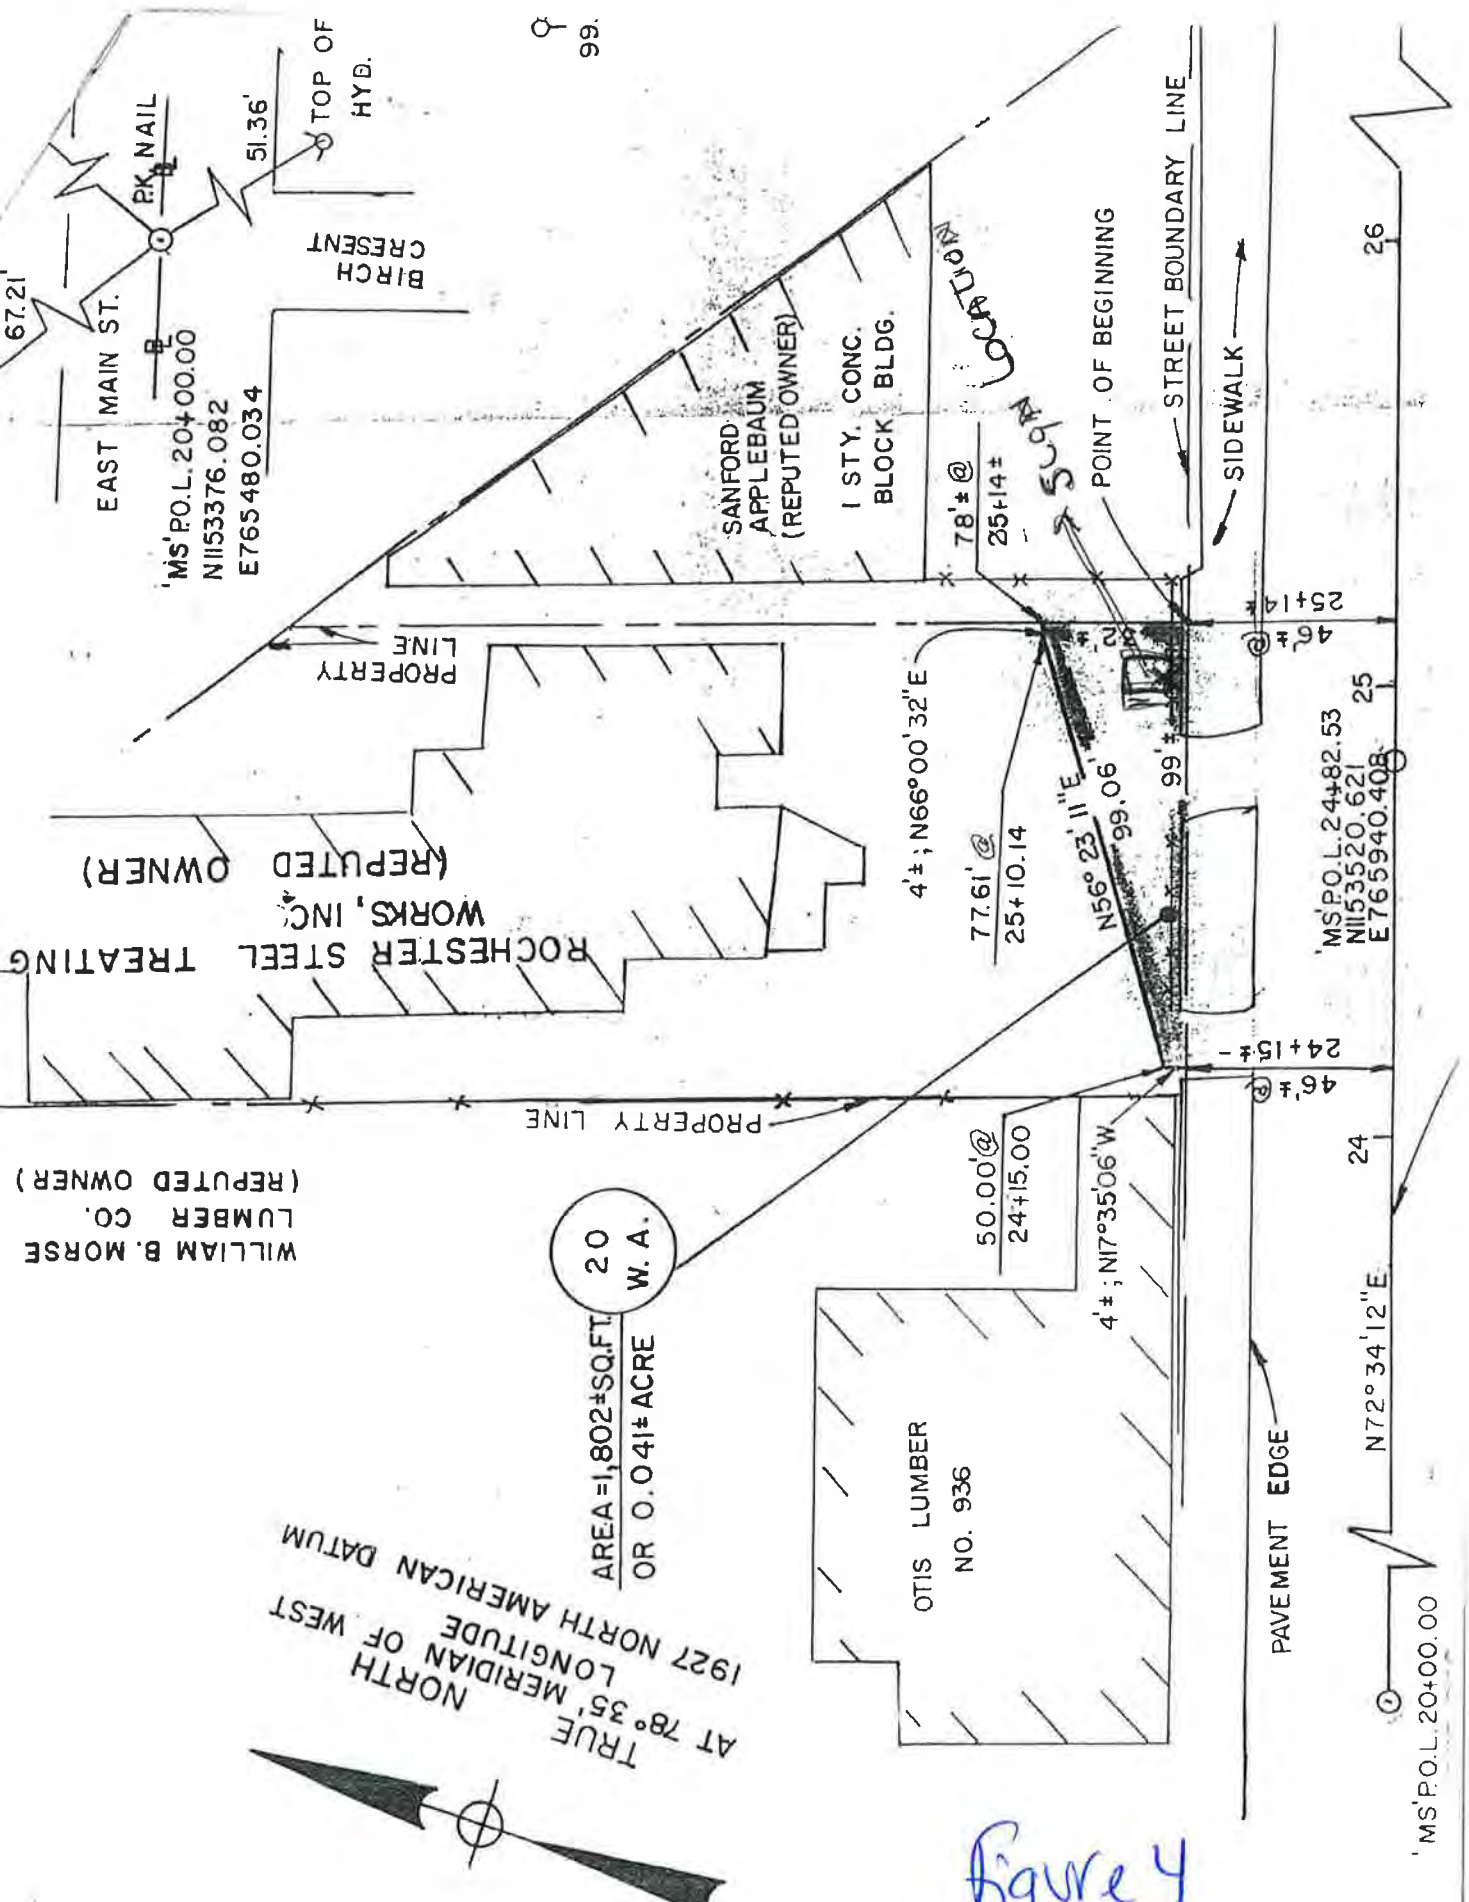 67.21'
EAST MAIN ST.
P.K. NAIL
51.36'
TOP OF
HYD.
99.
BIRCH
CRESENT
'MS' P.O.L. 20+00.00
N1153376.082
E765480.034
SANFORD
APPLEBAUM
(REPUTED OWNER)
1 STY. CONC.
BLOCK BLDG.
PROPERTY
LINE
78'± @
25+14±
SIGN LOCATION
POINT OF BEGINNING
STREET BOUNDARY LINE
SIDEWALK
ROCHESTER STEEL TREATING
WORKS, INC.
(REPUTED OWNER)
4'±; N66°00'32"E
77.61' @
25+10.14
N56°23'11"E
99.06'
99'±
46'± @
25+14±
26
25
24
'MS' P.O.L. 24+82.53
N1153520.621
E765940.408
46'± @
24+15±
PROPERTY LINE
WILLIAM B. MORSE
LUMBER CO.
(REPUTED OWNER)
50.00' @
24+15.00
4'±; N17°35'06"W
20
W. A.
AREA=1,802±SQ.FT.
OR 0.041± ACRE
OTIS LUMBER
NO. 936
N72°34'12"E
PAVEMENT EDGE
TRUE NORTH
AT 78° 35' MERIDIAN OF WEST
LONGITUDE
1927 NORTH AMERICAN DATUM
'MS' P.O.L. 20+00.00
Figure 4